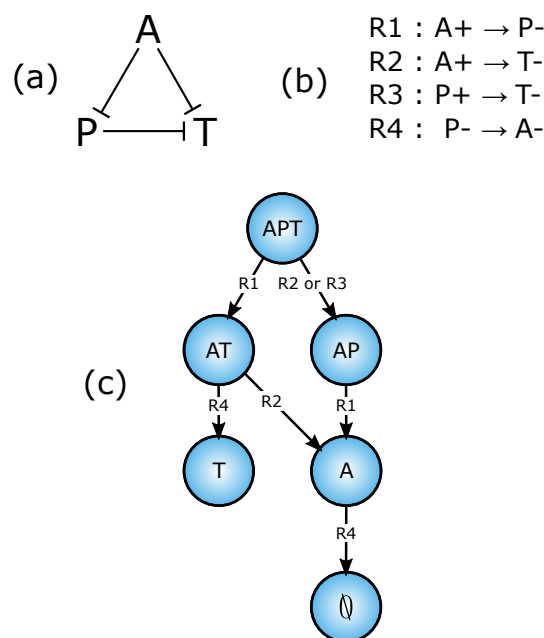 A
(a)
P
T
(b)
R1 : A+ → P-
R2 : A+ → T-
R3 : P+ → T-
R4 : P- → A-
APT
R1
R2 or R3
AT
AP
(c)
R4
R2
R1
T
A
R4
∅